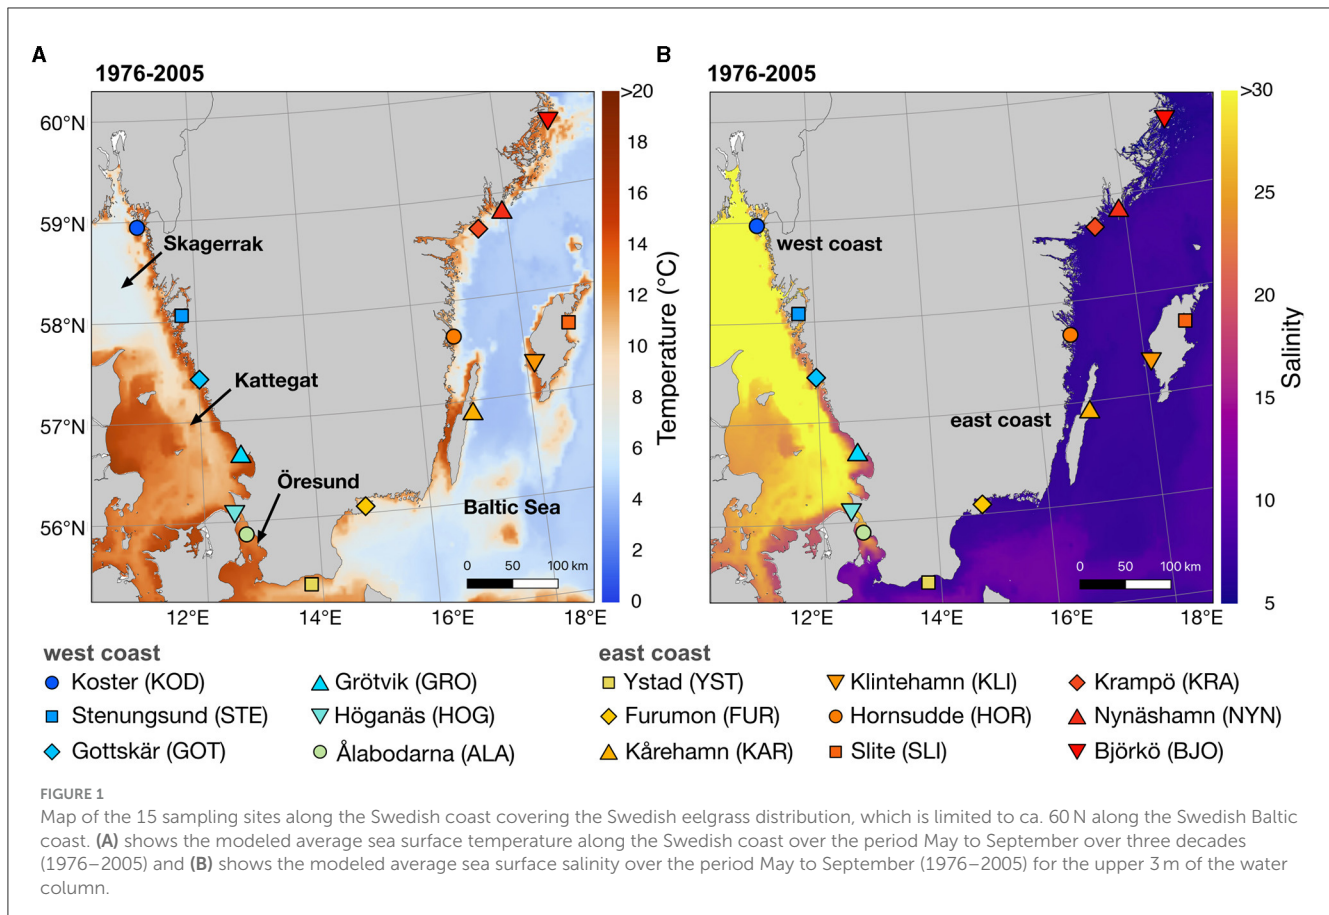 A
1976-2005
60°N
59°N
58°N
57°N
56°N
12°E
14°E
16°E
18°E
Skagerrak
Kattegat
Öresund
Baltic Sea
0 50 100 km
>20
18
16
14
12
10
8
6
4
2
0
Temperature (°C)
B
1976-2005
west coast
east coast
0 50 100 km
12°E
14°E
16°E
18°E
>30
25
20
15
10
5
Salinity
west coast
Koster (KOD)
Stenungsund (STE)
Gottskär (GOT)
Grötvik (GRO)
Höganäs (HOG)
Ålabodarna (ALA)
east coast
Ystad (YST)
Furumon (FUR)
Kårehamn (KAR)
Klintehamn (KLI)
Hornsudde (HOR)
Slite (SLI)
Krampö (KRA)
Nynäshamn (NYN)
Björkö (BJO)
FIGURE 1
Map of the 15 sampling sites along the Swedish coast covering the Swedish eelgrass distribution, which is limited to ca. 60 N along the Swedish Baltic
coast. (A) shows the modeled average sea surface temperature along the Swedish coast over the period May to September over three decades
(1976–2005) and (B) shows the modeled average sea surface salinity over the period May to September (1976–2005) for the upper 3 m of the water
column.